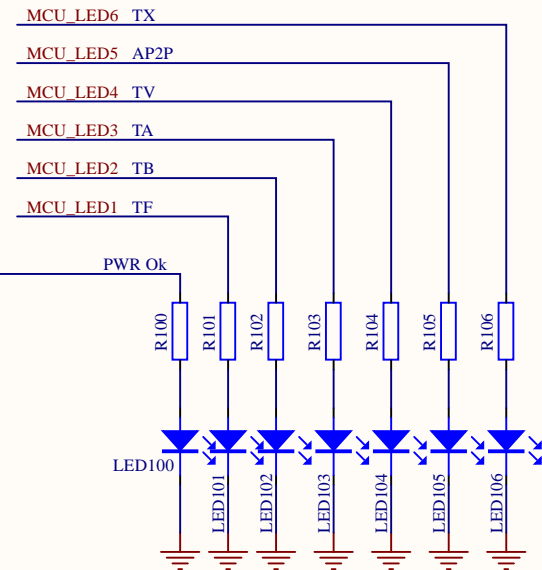 MCU_LED6 TX
MCU_LED5 AP2P
MCU_LED4 TV
MCU_LED3 TA
MCU_LED2 TB
MCU_LED1 TF
PWR Ok
R100
R101
R102
R103
R104
R105
R106
LED100
LED101
LED102
LED103
LED104
LED105
LED106